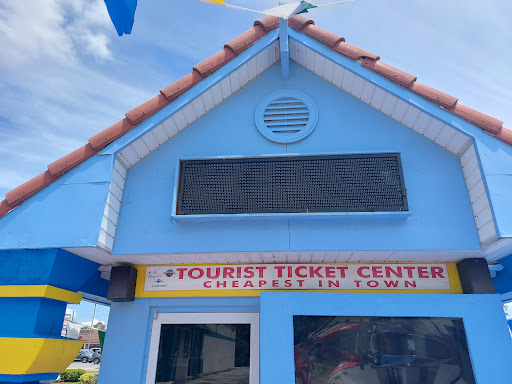 TOURIST TICKET CENTER
CHEAPEST IN TOWN